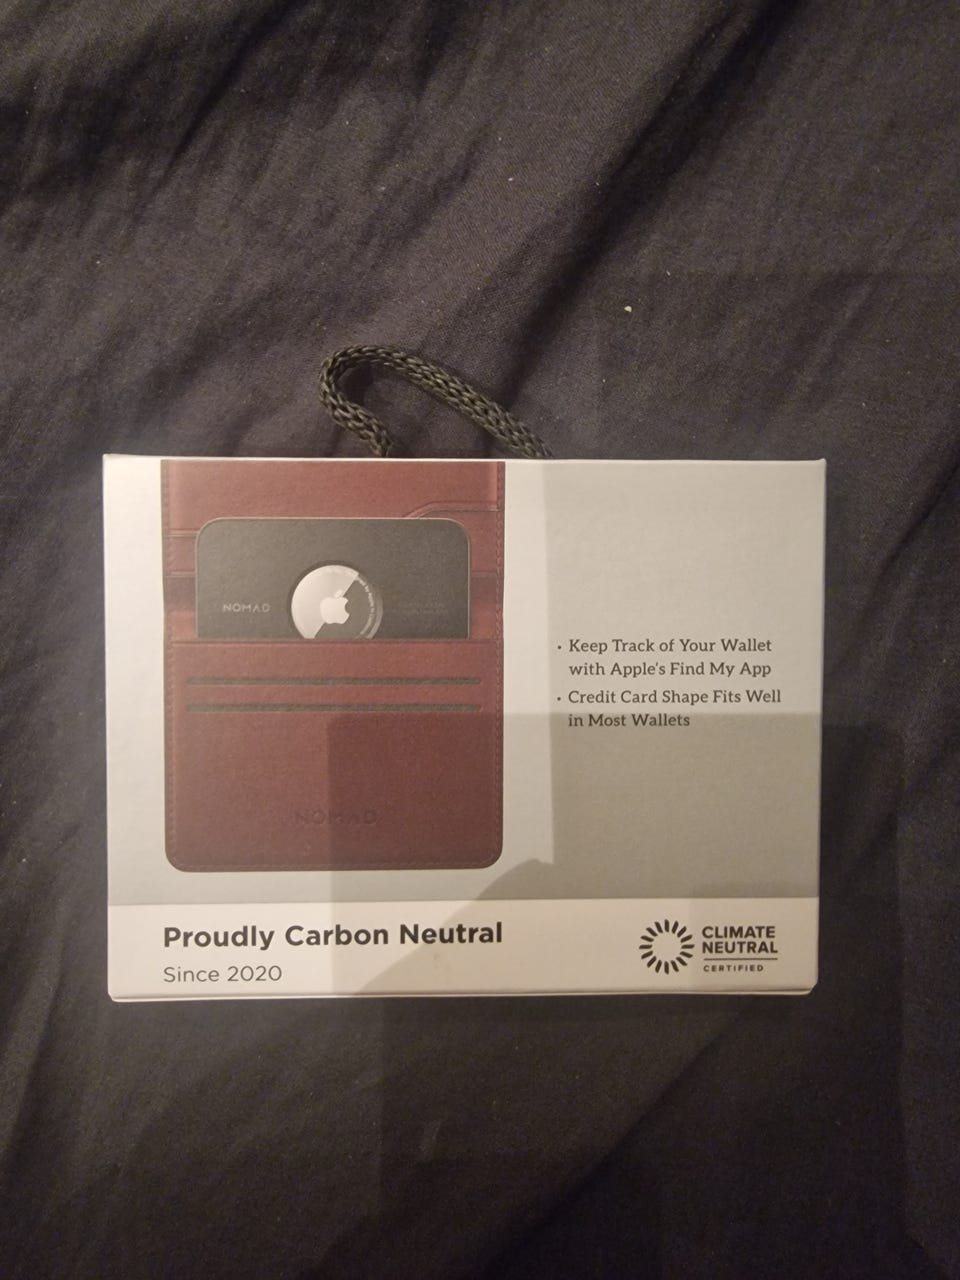 NOMAD
• Keep Track of Your Wallet
with Apple's Find My App
• Credit Card Shape Fits Well
in Most Wallets
NOMAD
Proudly Carbon Neutral
Since 2020
CLIMATE
NEUTRAL
CERTIFIED